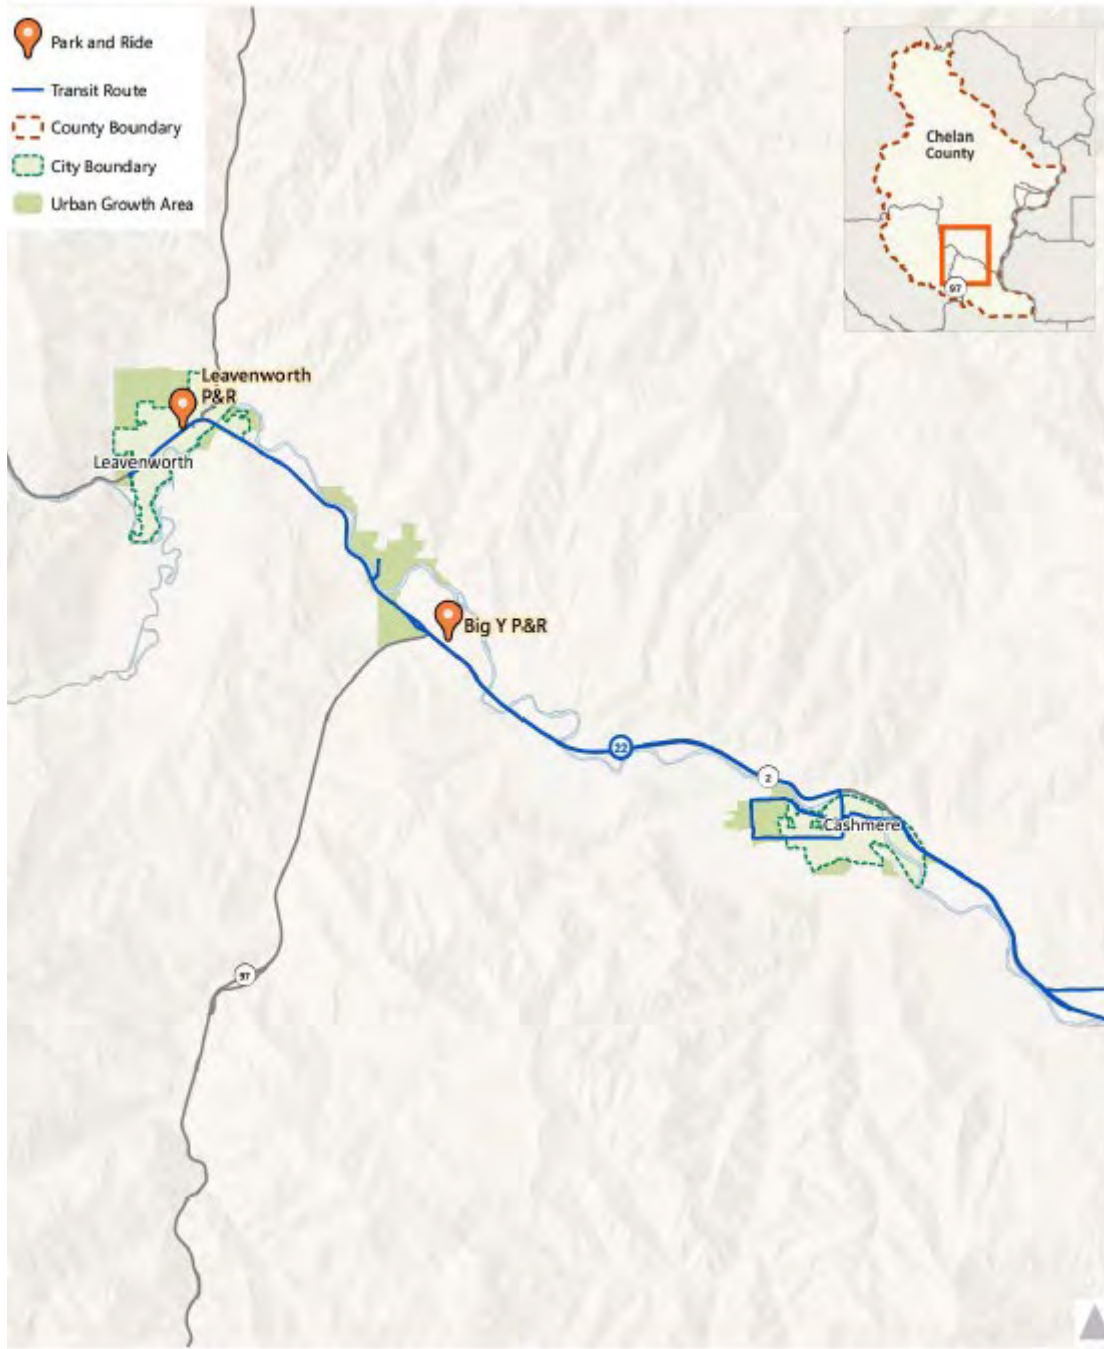 Park and Ride
Transit Route
County Boundary
City Boundary
Urban Growth Area
Chelan
County
97
Leavenworth
P&R
Leavenworth
Big Y P&R
22
2
Cashmere
97